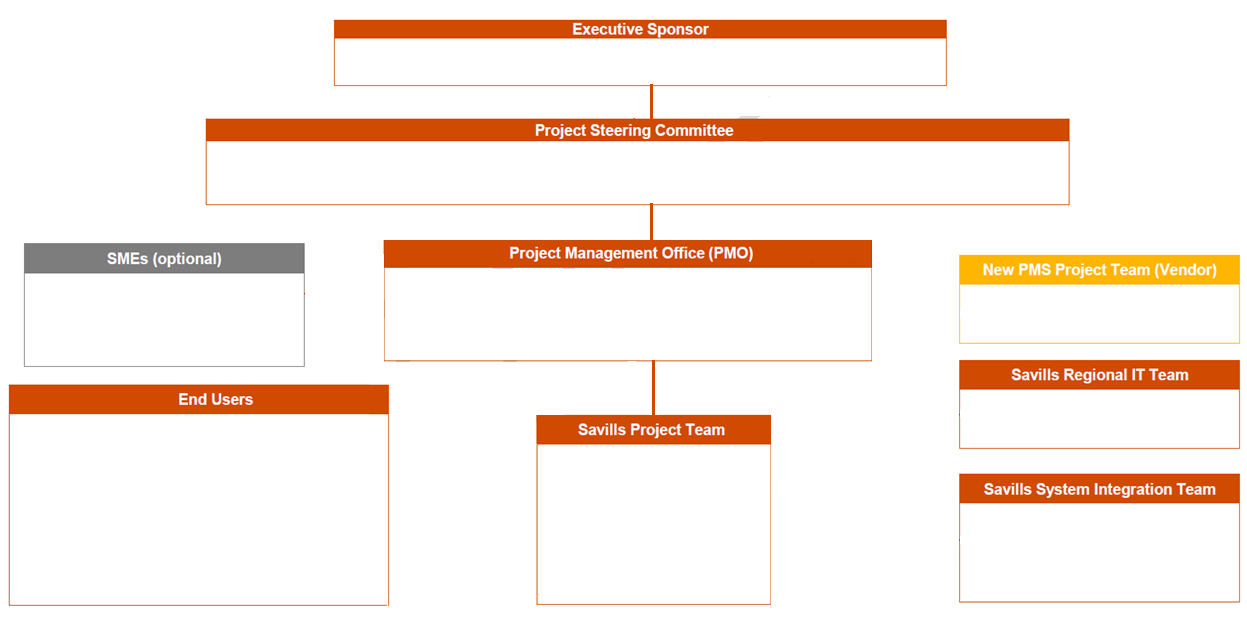 Executive Sponsor
Project Steering Committee
SMEs (optional)
Project Management Office (PMO)
New PMS Project Team (Vendor)
Savills Regional IT Team
End Users
Savills Project Team
Savills System Integration Team